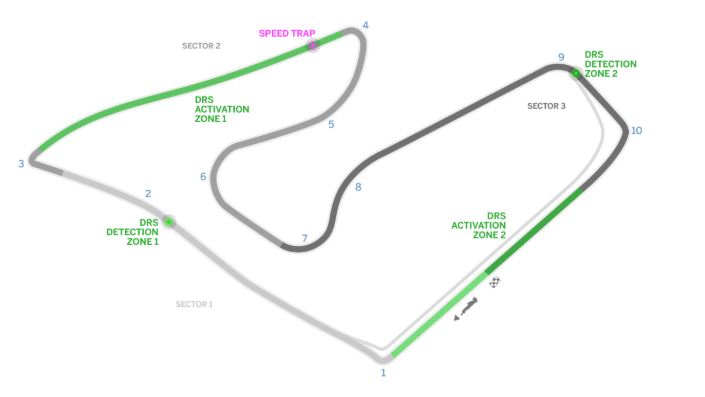 4
SPEED TRAP
SECTOR 2
9
DRS
DETECTION
ZONE 2
DRS
ACTIVATION
ZONE 1
SECTOR 3
5
10
3
6
8
2
DRS
DETECTION
ZONE 1
DRS
ACTIVATION
ZONE 2
7
SECTOR 1
1